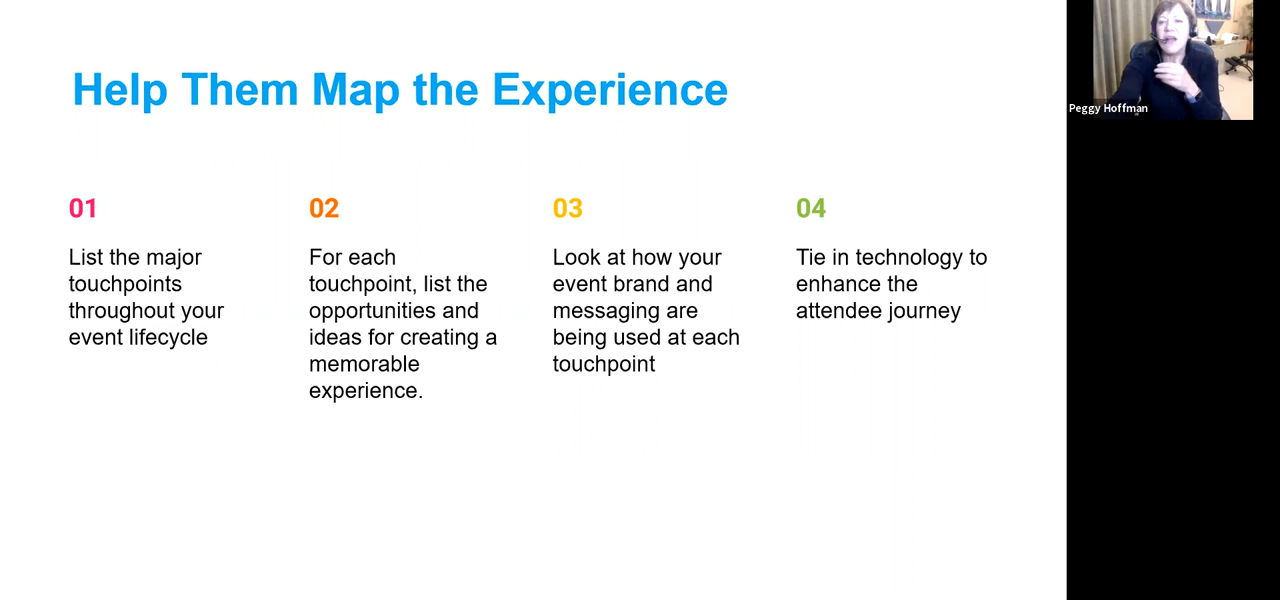 Help Them Map the Experience
01
List the major
touchpoints
throughout your
event lifecycle
02
For each
touchpoint, list the
opportunities and
ideas for creating a
memorable
experience.
03
Look at how your
event brand and
messaging are
being used at each
touchpoint
04
Tie in technology to
enhance the
attendee journey
Peggy Hoffman